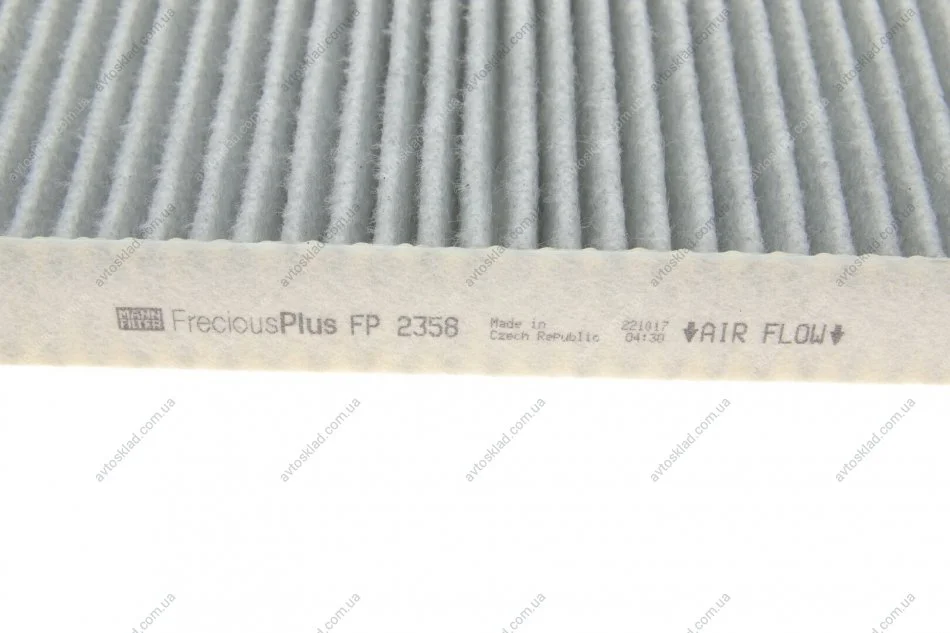 MANN FILTER FreciousPlus FP 2358 Made in Czech Republic 221017 04:30 AIR FLOW
avtosklad.com.ua